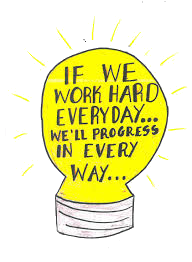 IF WE
WORK HARD
EVERYDAY...
WE'LL PROGRESS
IN EVERY
WAY...